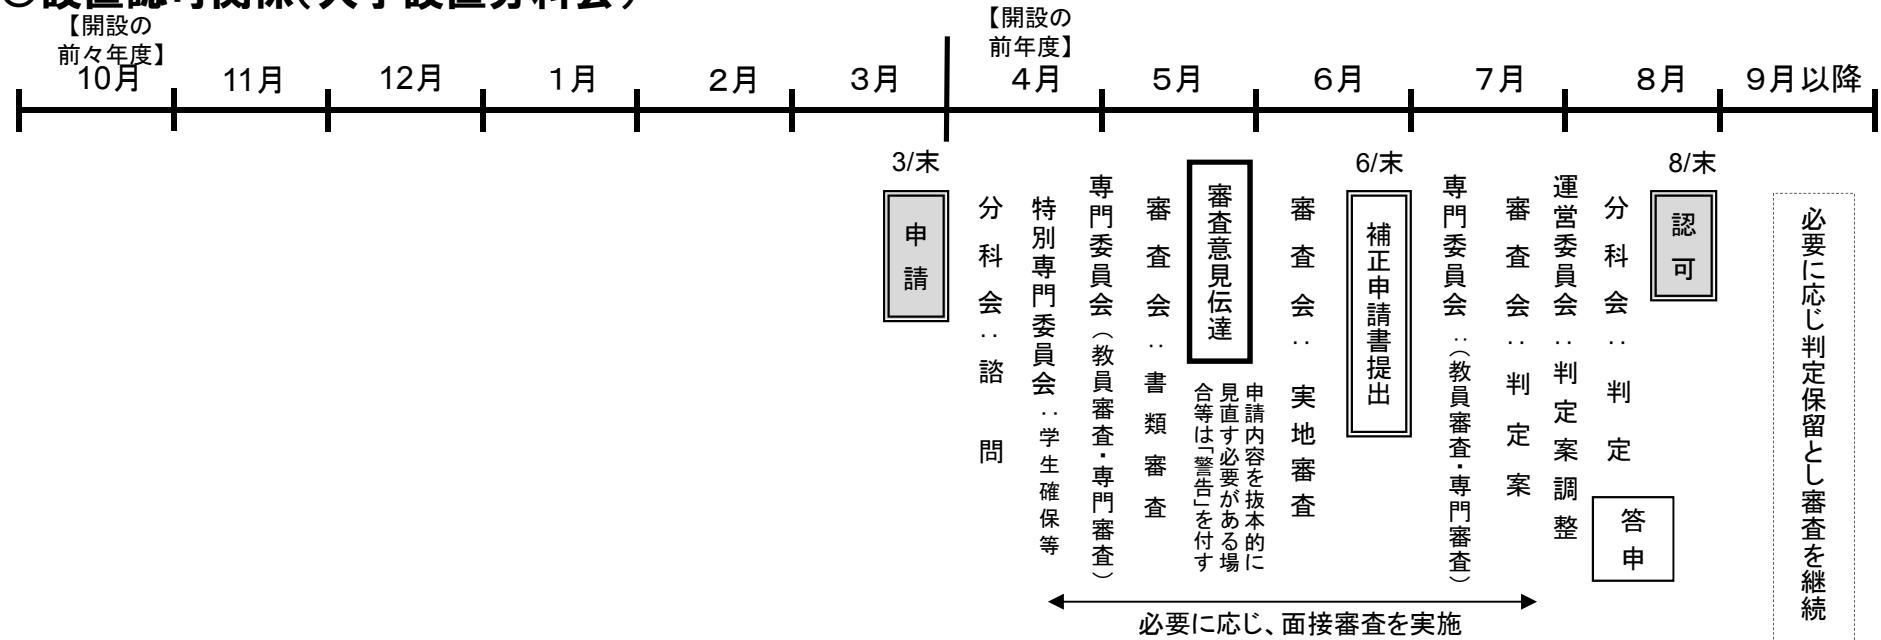 ○設置認可関係(大学設置分科会)
【開設の
前々年度】
【開設の
前年度】
10月
11月
12月
1月
2月
3月
4月
5月
6月
7月
8月
9月以降
3/末
申請
分科会：諮問
特別専門委員会：学生確保等
専門委員会（教員審査・専門審査）
審査会：書類審査
審査意見伝達
申請内容を抜本的に
見直す必要がある場
合等は「警告」を付す
審査会：実地審査
6/末
補正申請書提出
専門委員会：（教員審査・専門審査）
審査会：判定案
運営委員会：判定案調整
分科会：判定
答申
8/末
認可
必要に応じ判定保留とし審査を継続
必要に応じ、面接審査を実施